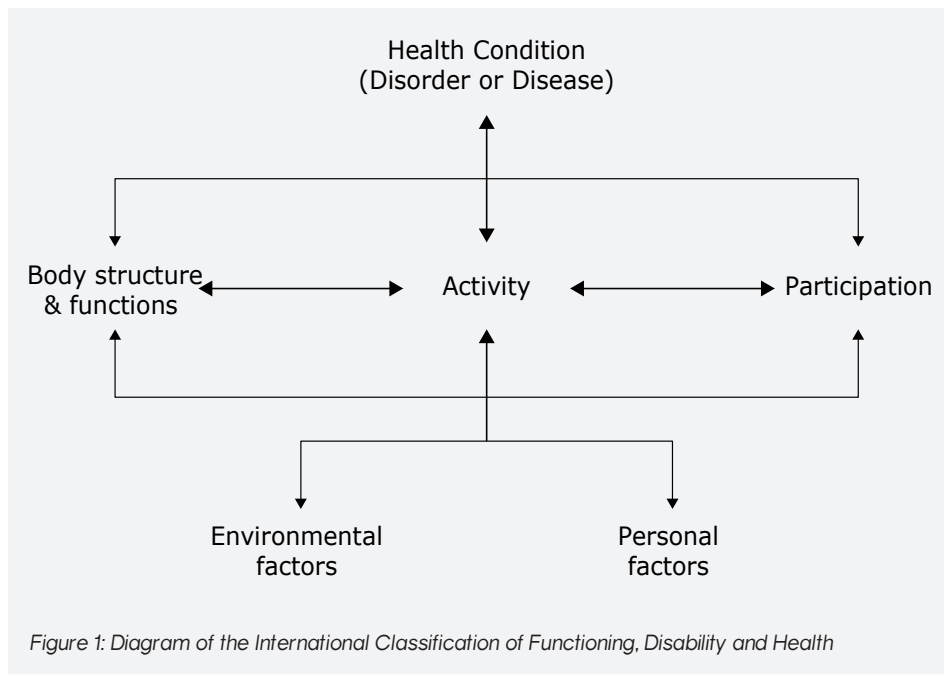 Health Condition
(Disorder or Disease)
Body structure
& functions
Activity
Participation
Environmental
factors
Personal
factors
Figure 1: Diagram of the International Classification of Functioning, Disability and Health